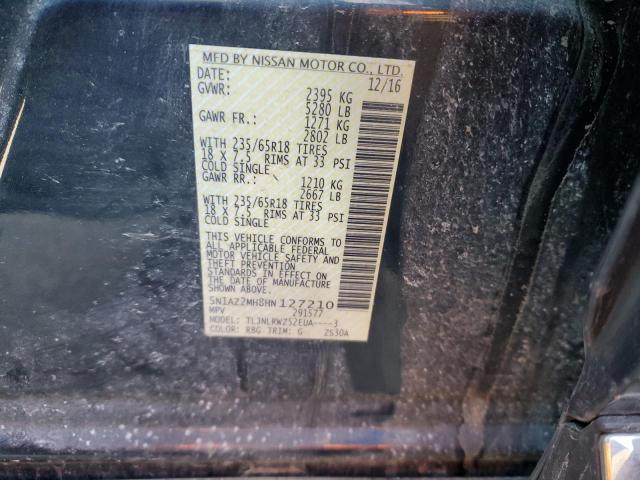 MFD BY NISSAN MOTOR CO., LTD.
DATE: 12/16
GVWR: 2395 KG
5280 LB
GAWR FR.: 1271 KG
2802 LB
WITH 235/65R18 TIRES
18 X 7.5 RIMS AT 33 PSI
COLD SINGLE
GAWR RR.: 1210 KG
2667 LB
WITH 235/65R18 TIRES
18 X 7.5 RIMS AT 33 PSI
COLD SINGLE
THIS VEHICLE CONFORMS TO
ALL APPLICABLE FEDERAL
MOTOR VEHICLE SAFETY AND
THEFT PREVENTION
STANDARDS IN EFFECT ON
THE DATE OF MANUFACTURE
SHOWN ABOVE.
5N1AZ2MH8HN127210
MPV 291577
MODEL: TLJNLRWZ52EUA----3
COLOR: RBG TRIM: G ZS30A